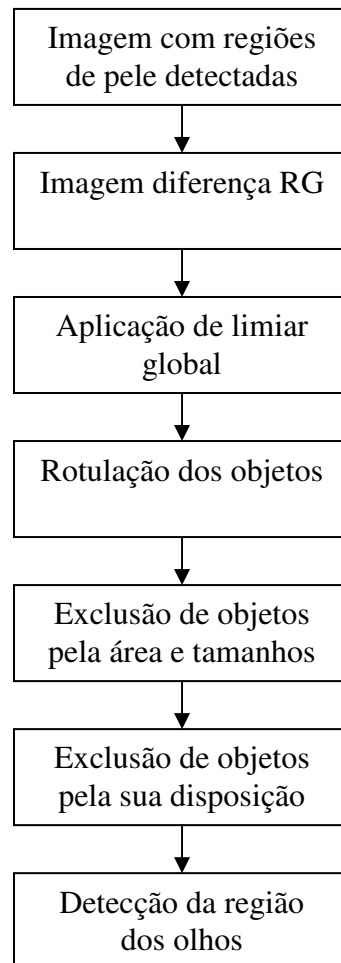 Imagem com regiões
de pele detectadas
Imagem diferença RG
Aplicação de limiar
global
Rotulação dos objetos
Exclusão de objetos
pela área e tamanhos
Exclusão de objetos
pela sua disposição
Detecção da região
dos olhos